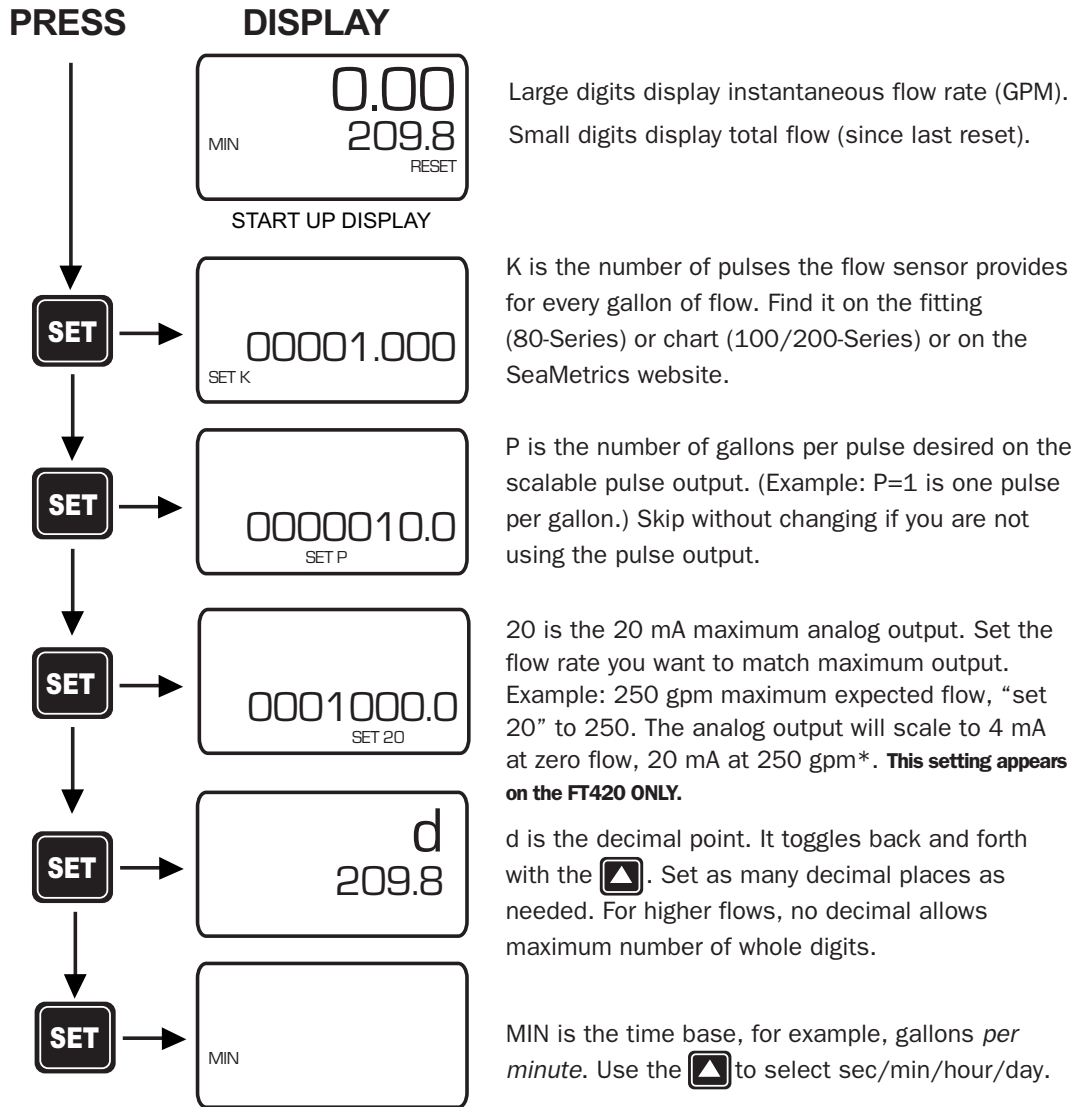 PRESS DISPLAY
0.00
MIN 209.8
RESET
START UP DISPLAY
Large digits display instantaneous flow rate (GPM).
Small digits display total flow (since last reset).
SET
00001.000
SET K
K is the number of pulses the flow sensor provides
for every gallon of flow. Find it on the fitting
(80-Series) or chart (100/200-Series) or on the
SeaMetrics website.
SET
0000010.0
SET P
P is the number of gallons per pulse desired on the
scalable pulse output. (Example: P=1 is one pulse
per gallon.) Skip without changing if you are not
using the pulse output.
SET
0001000.0
SET 20
20 is the 20 mA maximum analog output. Set the
flow rate you want to match maximum output.
Example: 250 gpm maximum expected flow, “set
20” to 250. The analog output will scale to 4 mA
at zero flow, 20 mA at 250 gpm*. This setting appears
on the FT420 ONLY.
SET
d
209.8
d is the decimal point. It toggles back and forth
with the . Set as many decimal places as
needed. For higher flows, no decimal allows
maximum number of whole digits.
SET
MIN
MIN is the time base, for example, gallons per
minute. Use the to select sec/min/hour/day.